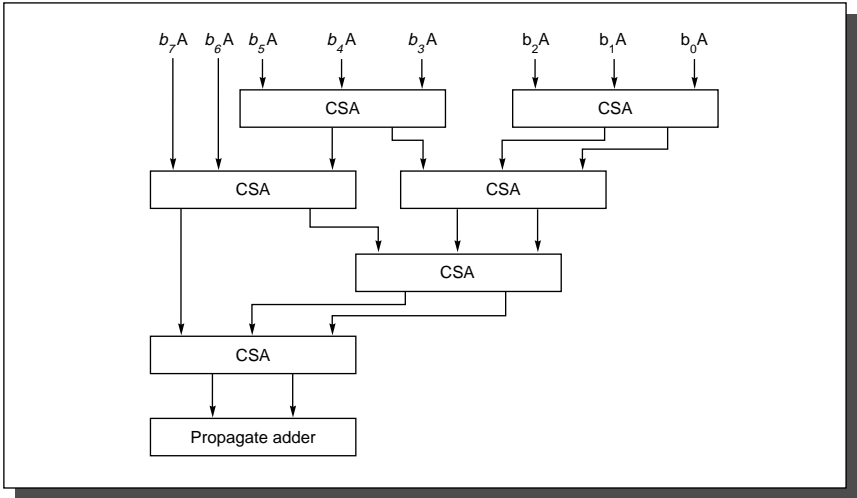 b₇A b₆A b₅A b₄A b₃A b₂A b₁A b₀A
CSA CSA
CSA CSA
CSA
CSA
Propagate adder